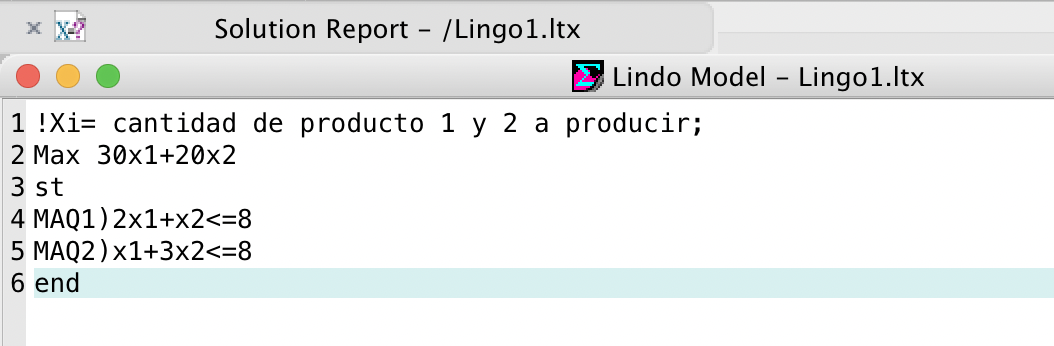 Solution Report - /Lingo1.ltx
Lindo Model - Lingo1.ltx
1 !Xi= cantidad de producto 1 y 2 a producir;
2 Max 30x1+20x2
3 st
4 MAQ1)2x1+x2<=8
5 MAQ2)x1+3x2<=8
6 end